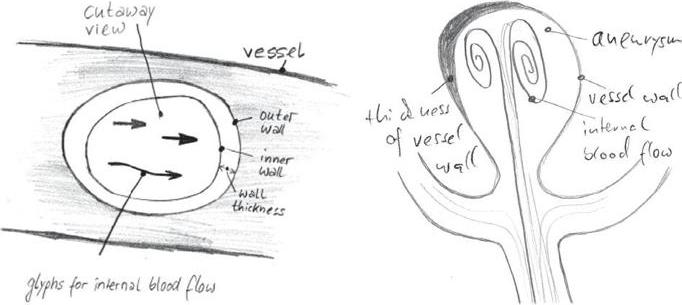 cutaway
view
vessel
outer
wall
inner
wall
wall
thickness
glyphs for internal blood flow
aneurysm
thickness
of vessel
wall
vessel wall
internal
blood flow